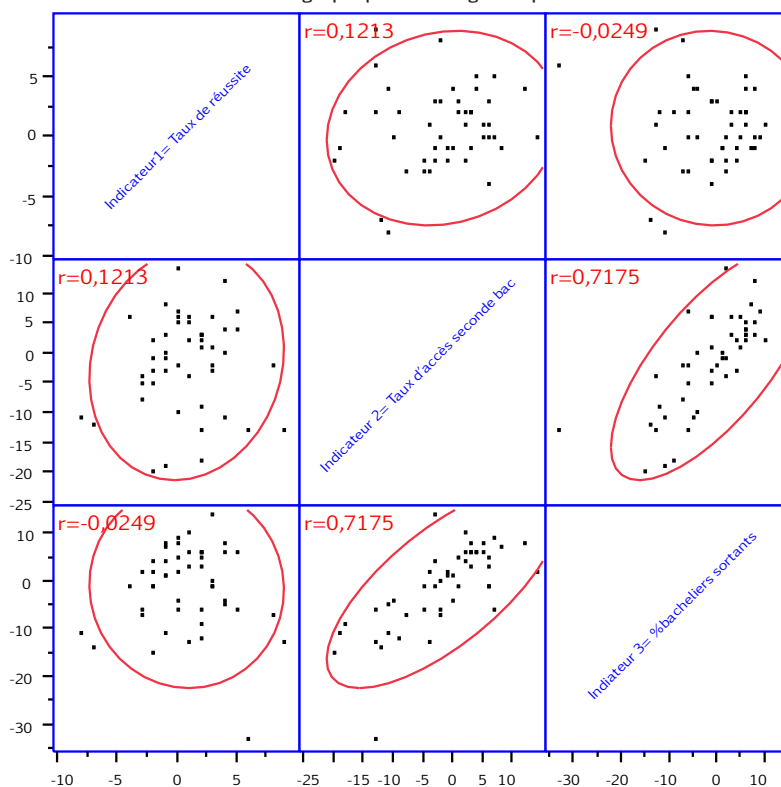 r=0,1213
r=-0,0249
5
0
-5
-10
Indicateur1= Taux de réussite
r=0,1213
r=0,7175
10
5
0
-5
-10
-15
-20
-25
Indicateur 2= Taux d'accès seconde bac
r=-0,0249
r=0,7175
10
0
-10
-20
-30
Indiateur 3= %bacheliers sortants
-10 -5 0 5 -25 -15 -10 -5 0 5 10 -30 -20 -10 0 10